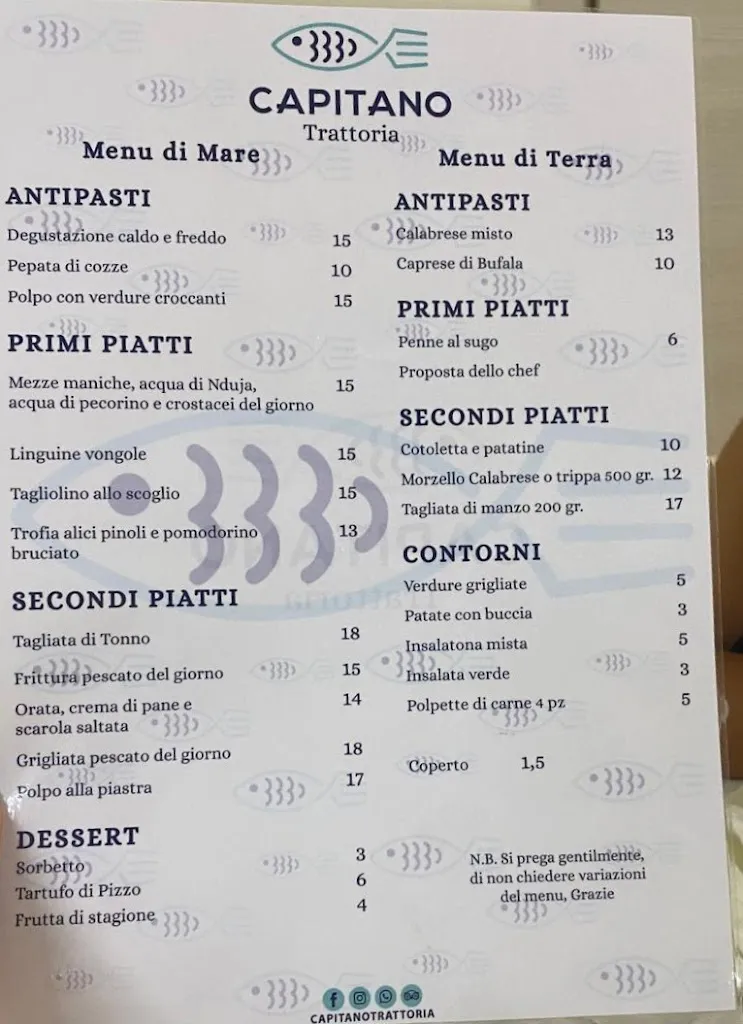 CAPITANO
Trattoria
Menu di Mare
ANTIPASTI
Degustazione caldo e freddo 15
Pepata di cozze 10
Polpo con verdure croccanti 15
PRIMI PIATTI
Mezze maniche, acqua di Nduja, 15
acqua di pecorino e crostacei del giorno
Linguine vongole 15
Tagliolino allo scoglio 15
Trofia alici pinoli e pomodorino 13
bruciato
SECONDI PIATTI
Tagliata di Tonno 18
Frittura pescato del giorno 15
Orata, crema di pane e 14
scarola saltata
Grigliata pescato del giorno 18
Polpo alla piastra 17
DESSERT
Sorbetto 3
Tartufo di Pizzo 6
Frutta di stagione 4
Menu di Terra
ANTIPASTI
Calabrese misto 13
Caprese di Bufala 10
PRIMI PIATTI
Penne al sugo 6
Proposta dello chef
SECONDI PIATTI
Cotoletta e patatine 10
Morzello Calabrese o trippa 500 gr. 12
Tagliata di manzo 200 gr. 17
CONTORNI
Verdure grigliate 5
Patate con buccia 3
Insalatona mista 5
Insalata verde 3
Polpette di carne 4 pz 5
Coperto 1,5
N.B. Si prega gentilmente,
di non chiedere variazioni
del menu, Grazie
CAPITANOTRATTORIA